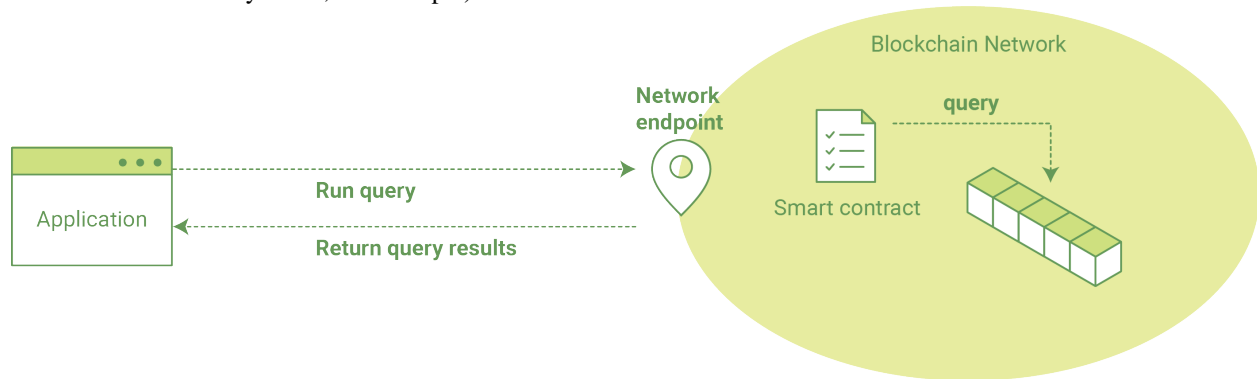 Blockchain Network
Network
endpoint
query
Run query
Application
Smart contract
Return query results